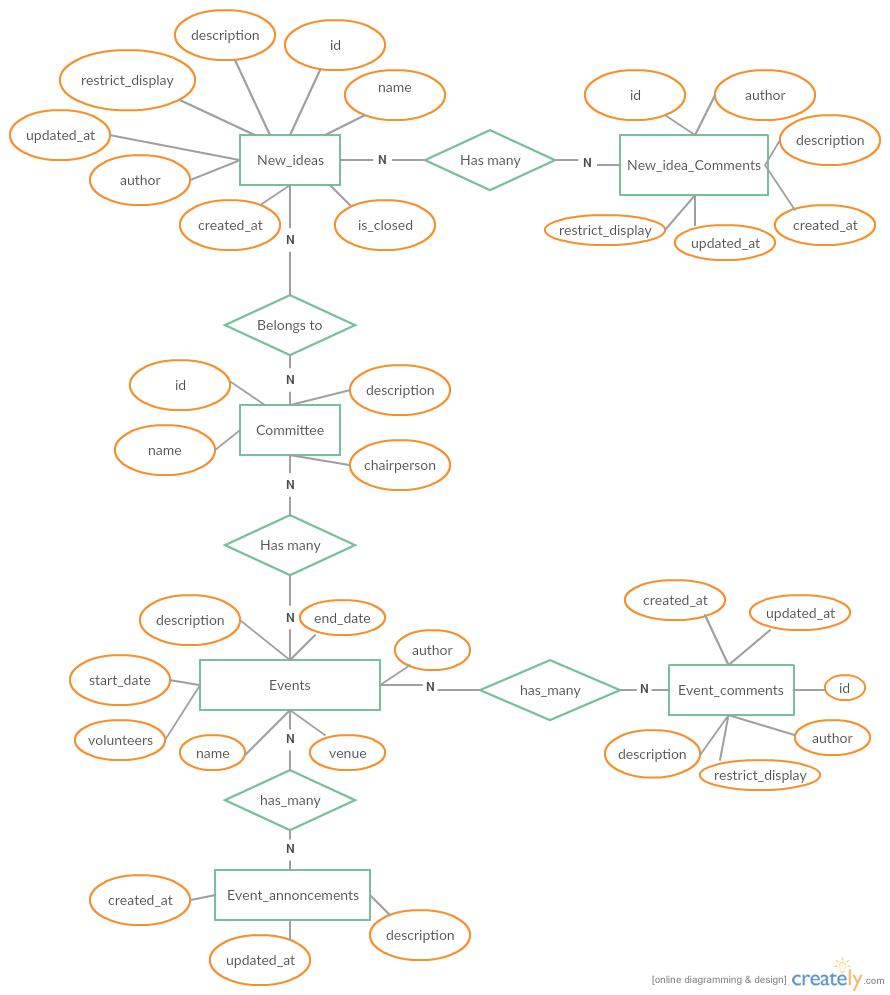 description
id
restrict_display
name
updated_at
New_ideas
N
Has many
N
New_idea_Comments
id
author
description
author
created_at
is_closed
restrict_display
updated_at
created_at
N
Belongs to
N
id
description
Committee
name
chairperson
N
Has many
N
description
end_date
author
start_date
Events
N
has_many
N
Event_comments
created_at
updated_at
id
volunteers
name
venue
author
description
restrict_display
N
has_many
N
created_at
Event_annoncements
description
updated_at
[online diagramming & design] creately.com